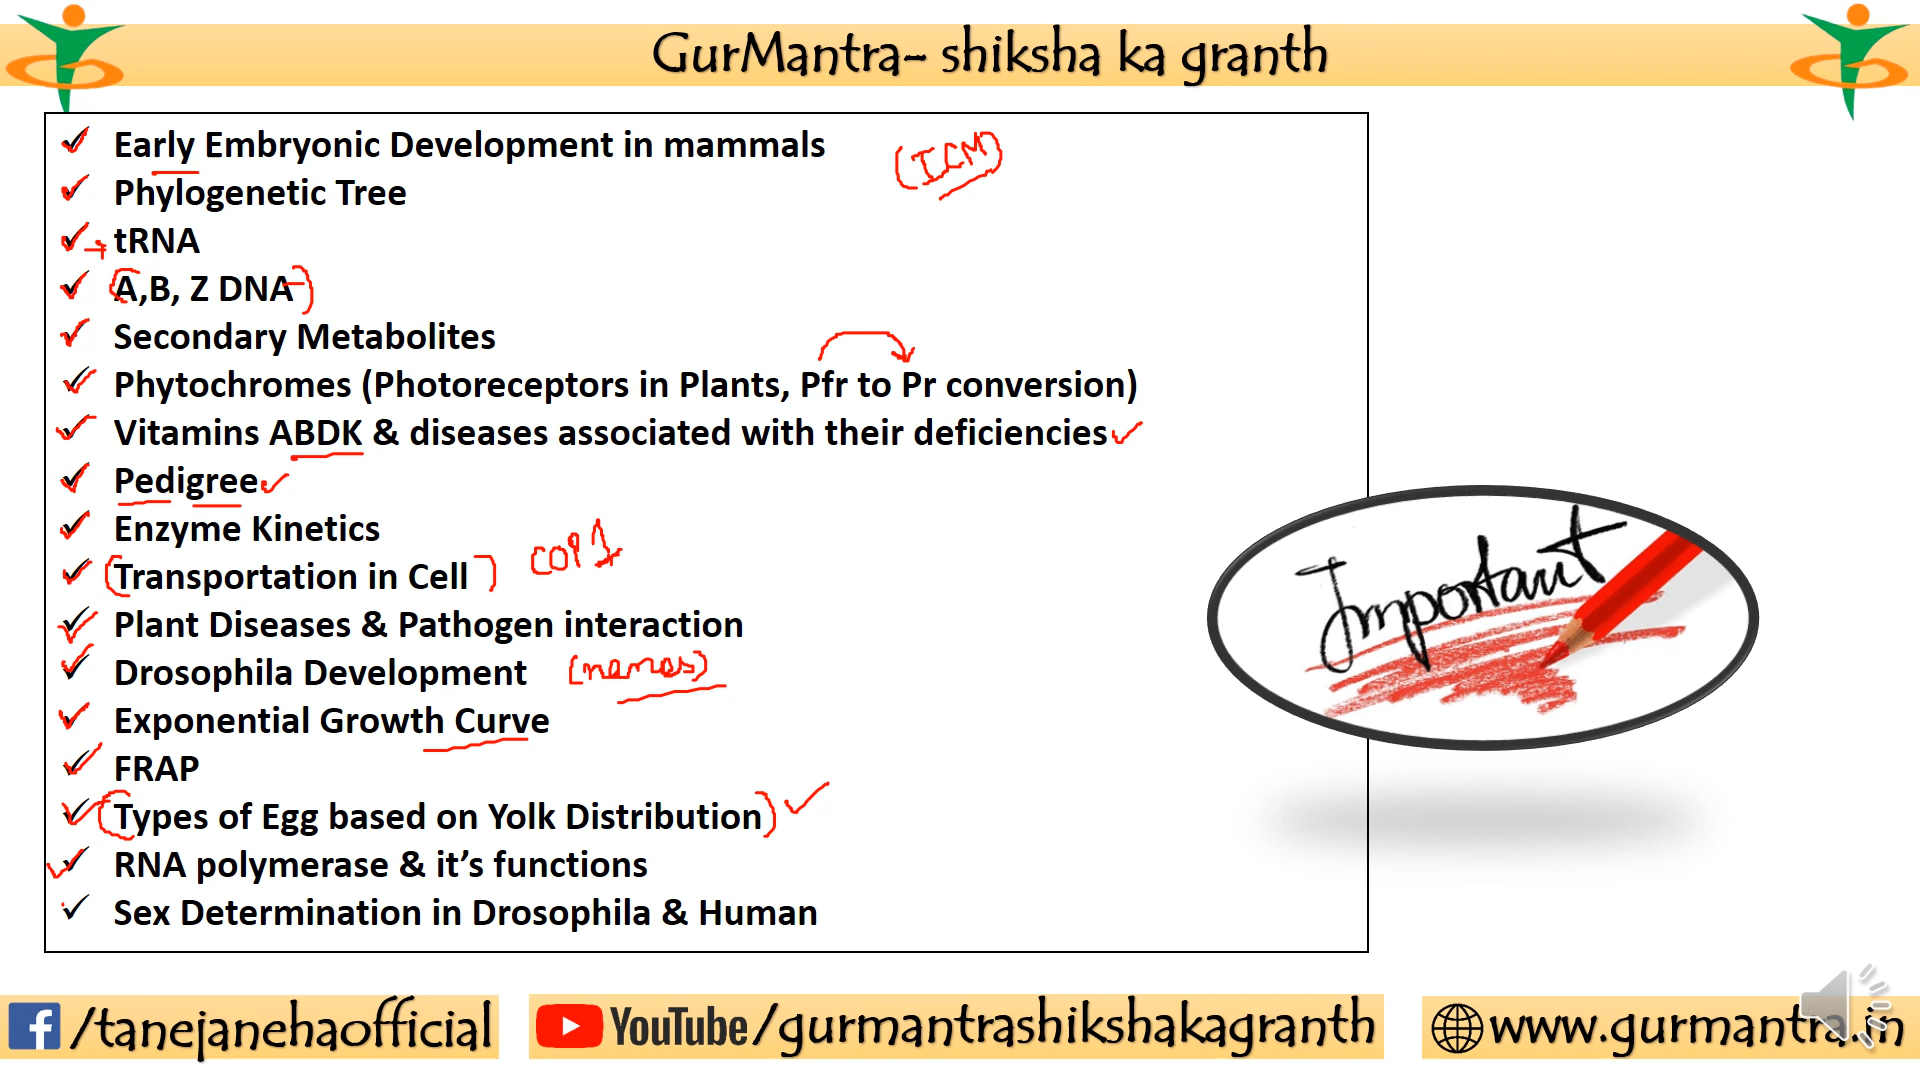 GurMantra- shiksha ka granth
Early Embryonic Development in mammals (ICM)
Phylogenetic Tree
tRNA
A,B, Z DNA
Secondary Metabolites
Phytochromes (Photoreceptors in Plants, Pfr to Pr conversion)
Vitamins ABDK & diseases associated with their deficiencies
Pedigree
Enzyme Kinetics
COP1
Transportation in Cell
Plant Diseases & Pathogen interaction
Drosophila Development (names)
Exponential Growth Curve
FRAP
Types of Egg based on Yolk Distribution
RNA polymerase & it's functions
Sex Determination in Drosophila & Human
Important
/tanejanehaofficial
YouTube/gurmantrashikshakagranth
www.gurmantra.in